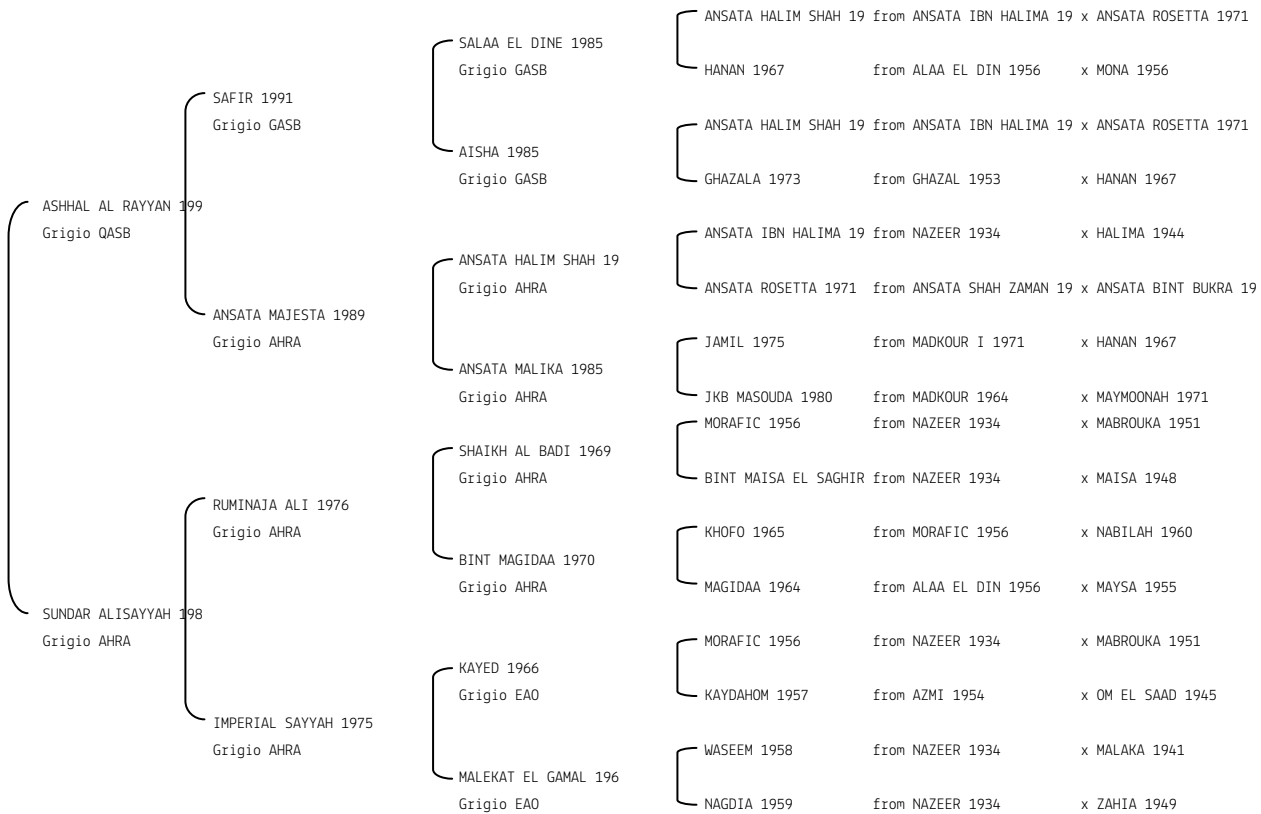 ANSATA HALIM SHAH 19 from ANSATA IBN HALIMA 19 x ANSATA ROSETTA 1971
SALAA EL DINE 1985
Grigio GASB
HANAN 1967 from ALAA EL DIN 1956 x MONA 1956
SAFIR 1991
Grigio GASB
ANSATA HALIM SHAH 19 from ANSATA IBN HALIMA 19 x ANSATA ROSETTA 1971
AISHA 1985
Grigio GASB
GHAZALA 1973 from GHAZAL 1953 x HANAN 1967
ASHHAL AL RAYYAN 199
Grigio QASB
ANSATA IBN HALIMA 19 from NAZEER 1934 x HALIMA 1944
ANSATA HALIM SHAH 19
Grigio AHRA
ANSATA ROSETTA 1971 from ANSATA SHAH ZAMAN 19 x ANSATA BINT BUKRA 19
ANSATA MAJESTA 1989
Grigio AHRA
JAMIL 1975 from MADKOUR I 1971 x HANAN 1967
ANSATA MALIKA 1985
Grigio AHRA
JKB MASOUDA 1980 from MADKOUR 1964 x MAYMOONAH 1971
MORAFIC 1956 from NAZEER 1934 x MABROUKA 1951
SHAIKH AL BADI 1969
Grigio AHRA
BINT MAISA EL SAGHIR from NAZEER 1934 x MAISA 1948
RUMINAJA ALI 1976
Grigio AHRA
KHOFO 1965 from MORAFIC 1956 x NABILAH 1960
BINT MAGIDAA 1970
Grigio AHRA
MAGIDAA 1964 from ALAA EL DIN 1956 x MAYSA 1955
SUNDAR ALISAYYAH 198
Grigio AHRA
MORAFIC 1956 from NAZEER 1934 x MABROUKA 1951
KAYED 1966
Grigio EAO
KAYDAHOM 1957 from AZMI 1954 x OM EL SAAD 1945
IMPERIAL SAYYAH 1975
Grigio AHRA
WASEEM 1958 from NAZEER 1934 x MALAKA 1941
MALEKAT EL GAMAL 196
Grigio EAO
NAGDIA 1959 from NAZEER 1934 x ZAHIA 1949